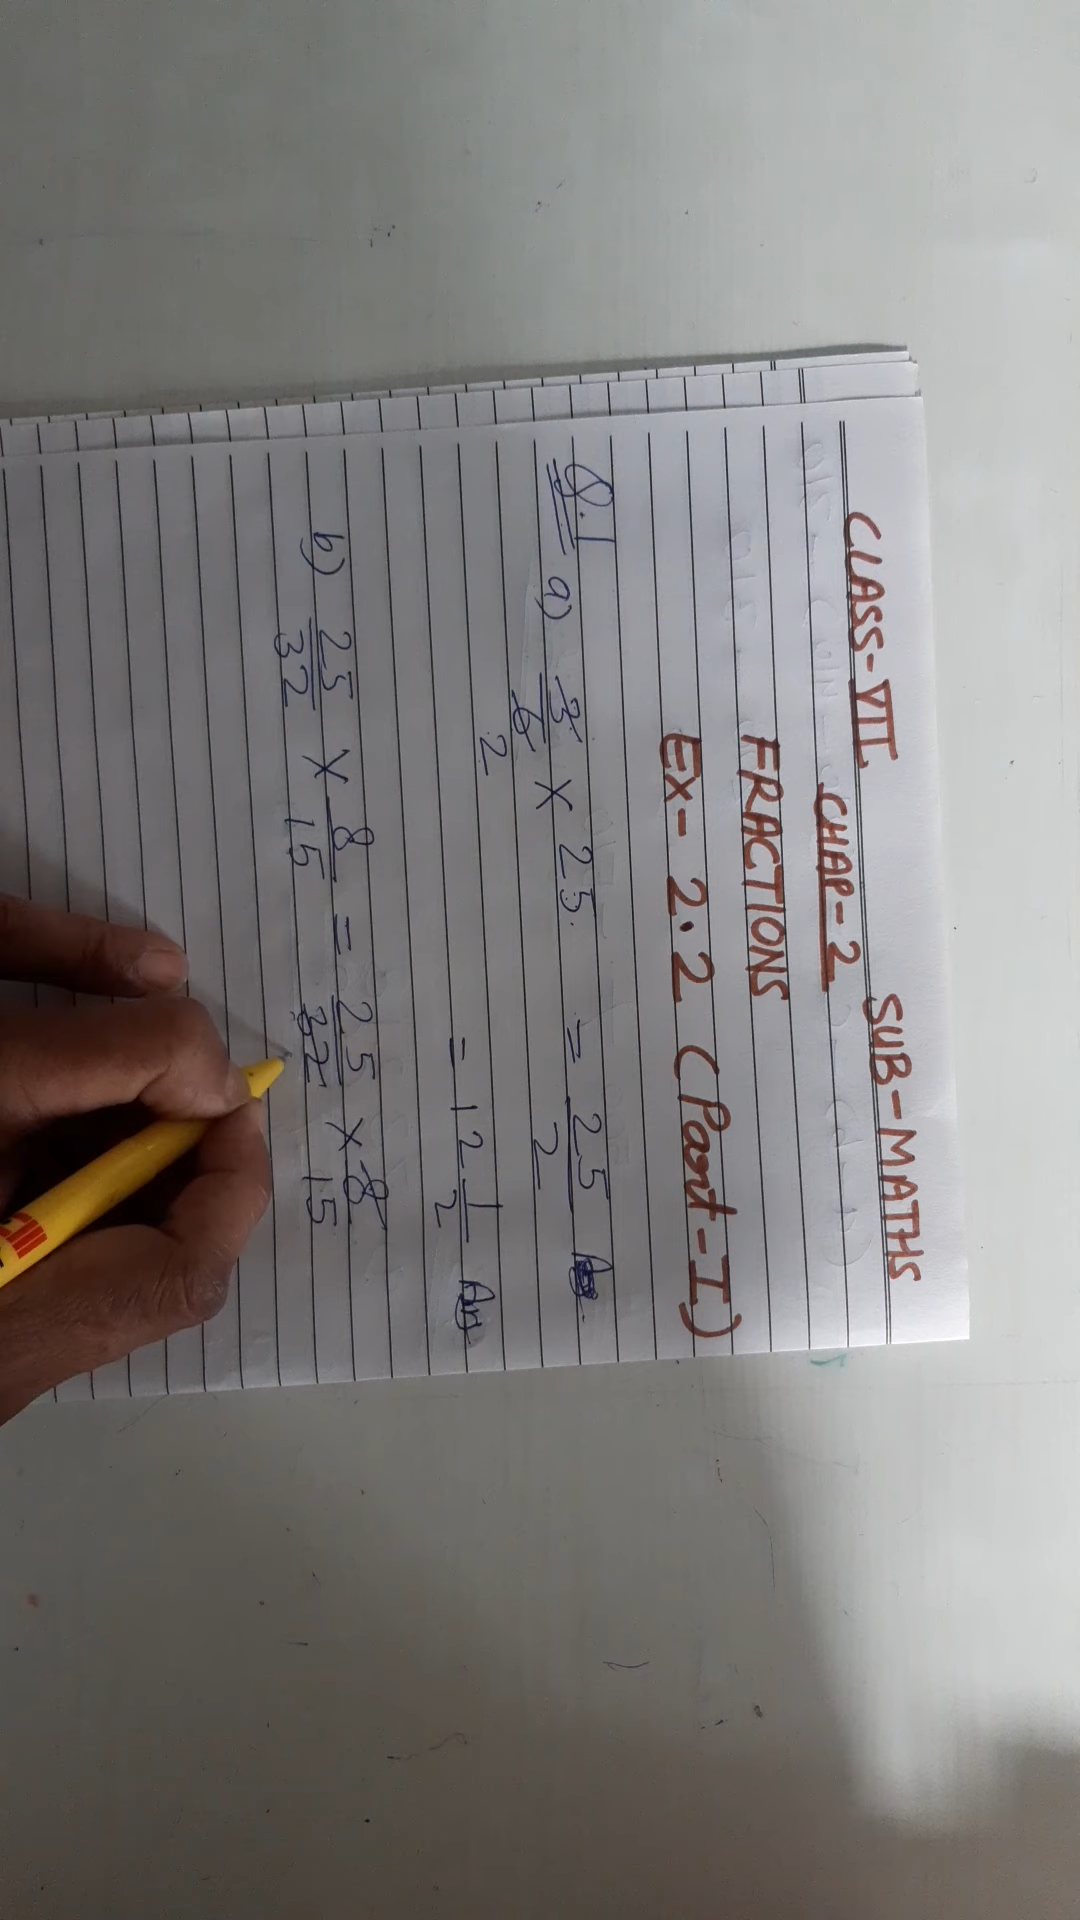 CLASS-VII SUB-MATHS
CHAP-2
FRACTIONS
EX- 2.2 (Part-I)
Q.1 a) 3/6 × 25 = 25/2
2
= 12 1/2 Ans
b) 25/32 × 8/15 = 25/32 × 8/15